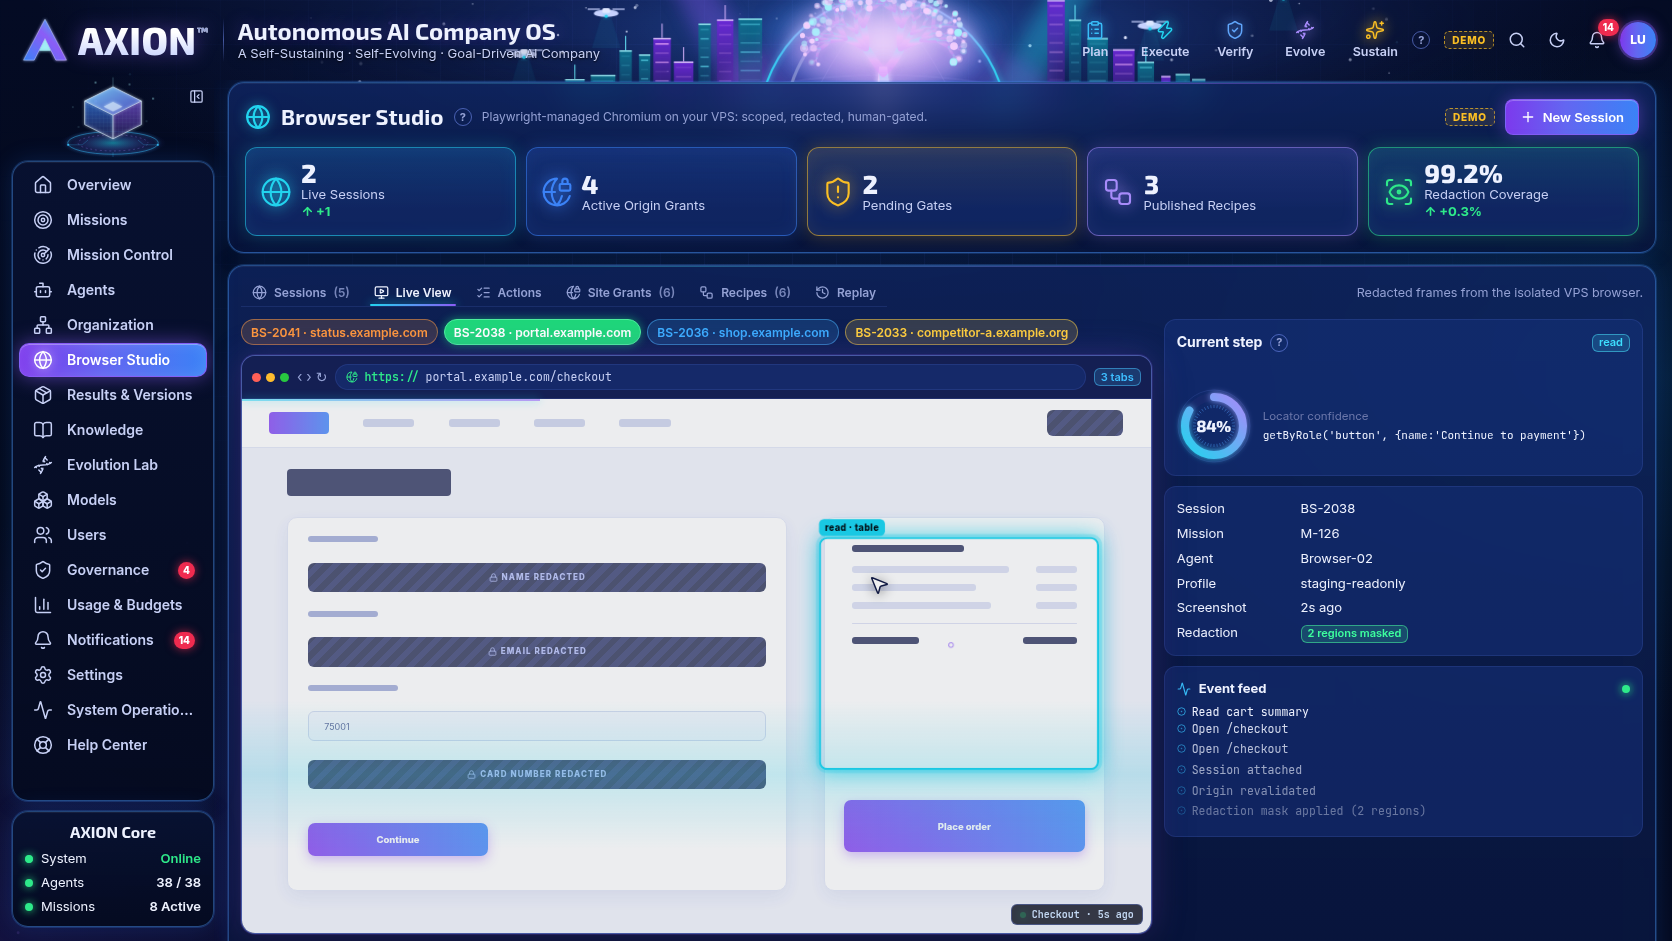 AXION™
Autonomous AI Company OS
A Self-Sustaining · Self-Evolving · Goal-Driven AI Company
Plan
Execute
Verify
Evolve
Sustain
?
DEMO
14
LU
Overview
Missions
Mission Control
Agents
Organization
Browser Studio
Results & Versions
Knowledge
Evolution Lab
Models
Users
Governance 4
Usage & Budgets
Notifications 14
Settings
System Operatio...
Help Center
AXION Core
System Online
Agents 38 / 38
Missions 8 Active
Browser Studio ? Playwright-managed Chromium on your VPS: scoped, redacted, human-gated.
DEMO
+ New Session
2
Live Sessions
↑ +1
4
Active Origin Grants
2
Pending Gates
3
Published Recipes
99.2%
Redaction Coverage
↑ +0.3%
Sessions (5)
Live View
Actions
Site Grants (6)
Recipes (6)
Replay
Redacted frames from the isolated VPS browser.
BS-2041 · status.example.com
BS-2038 · portal.example.com
BS-2036 · shop.example.com
BS-2033 · competitor-a.example.org
https:// portal.example.com/checkout
3 tabs
NAME REDACTED
EMAIL REDACTED
75001
CARD NUMBER REDACTED
Continue
read · table
Place order
Checkout · 5s ago
Current step ?
read
84%
Locator confidence
getByRole('button', {name:'Continue to payment'})
Session BS-2038
Mission M-126
Agent Browser-02
Profile staging-readonly
Screenshot 2s ago
Redaction 2 regions masked
Event feed
Read cart summary
Open /checkout
Open /checkout
Session attached
Origin revalidated
Redaction mask applied (2 regions)